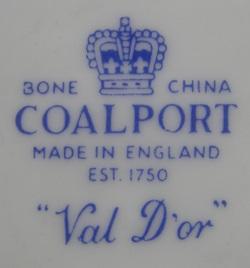 BONE CHINA
COALPORT
MADE IN ENGLAND
EST. 1750
"Val D'or"